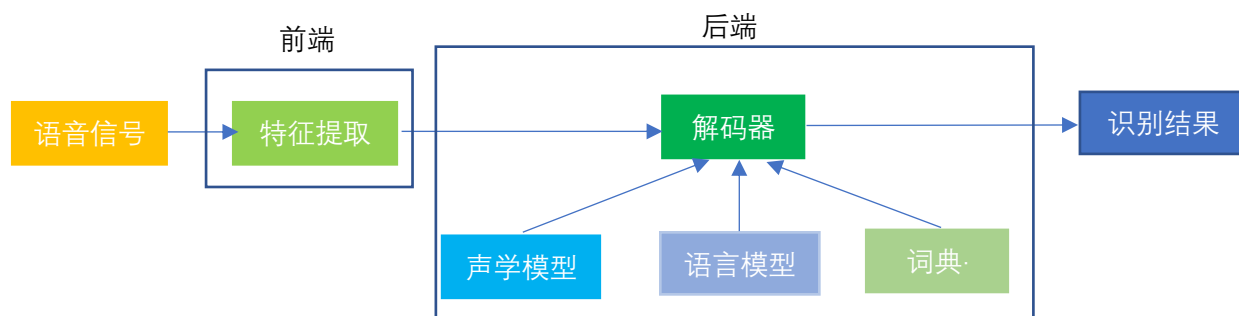 前端
后端
语音信号
特征提取
解码器
识别结果
声学模型
语言模型
词典·